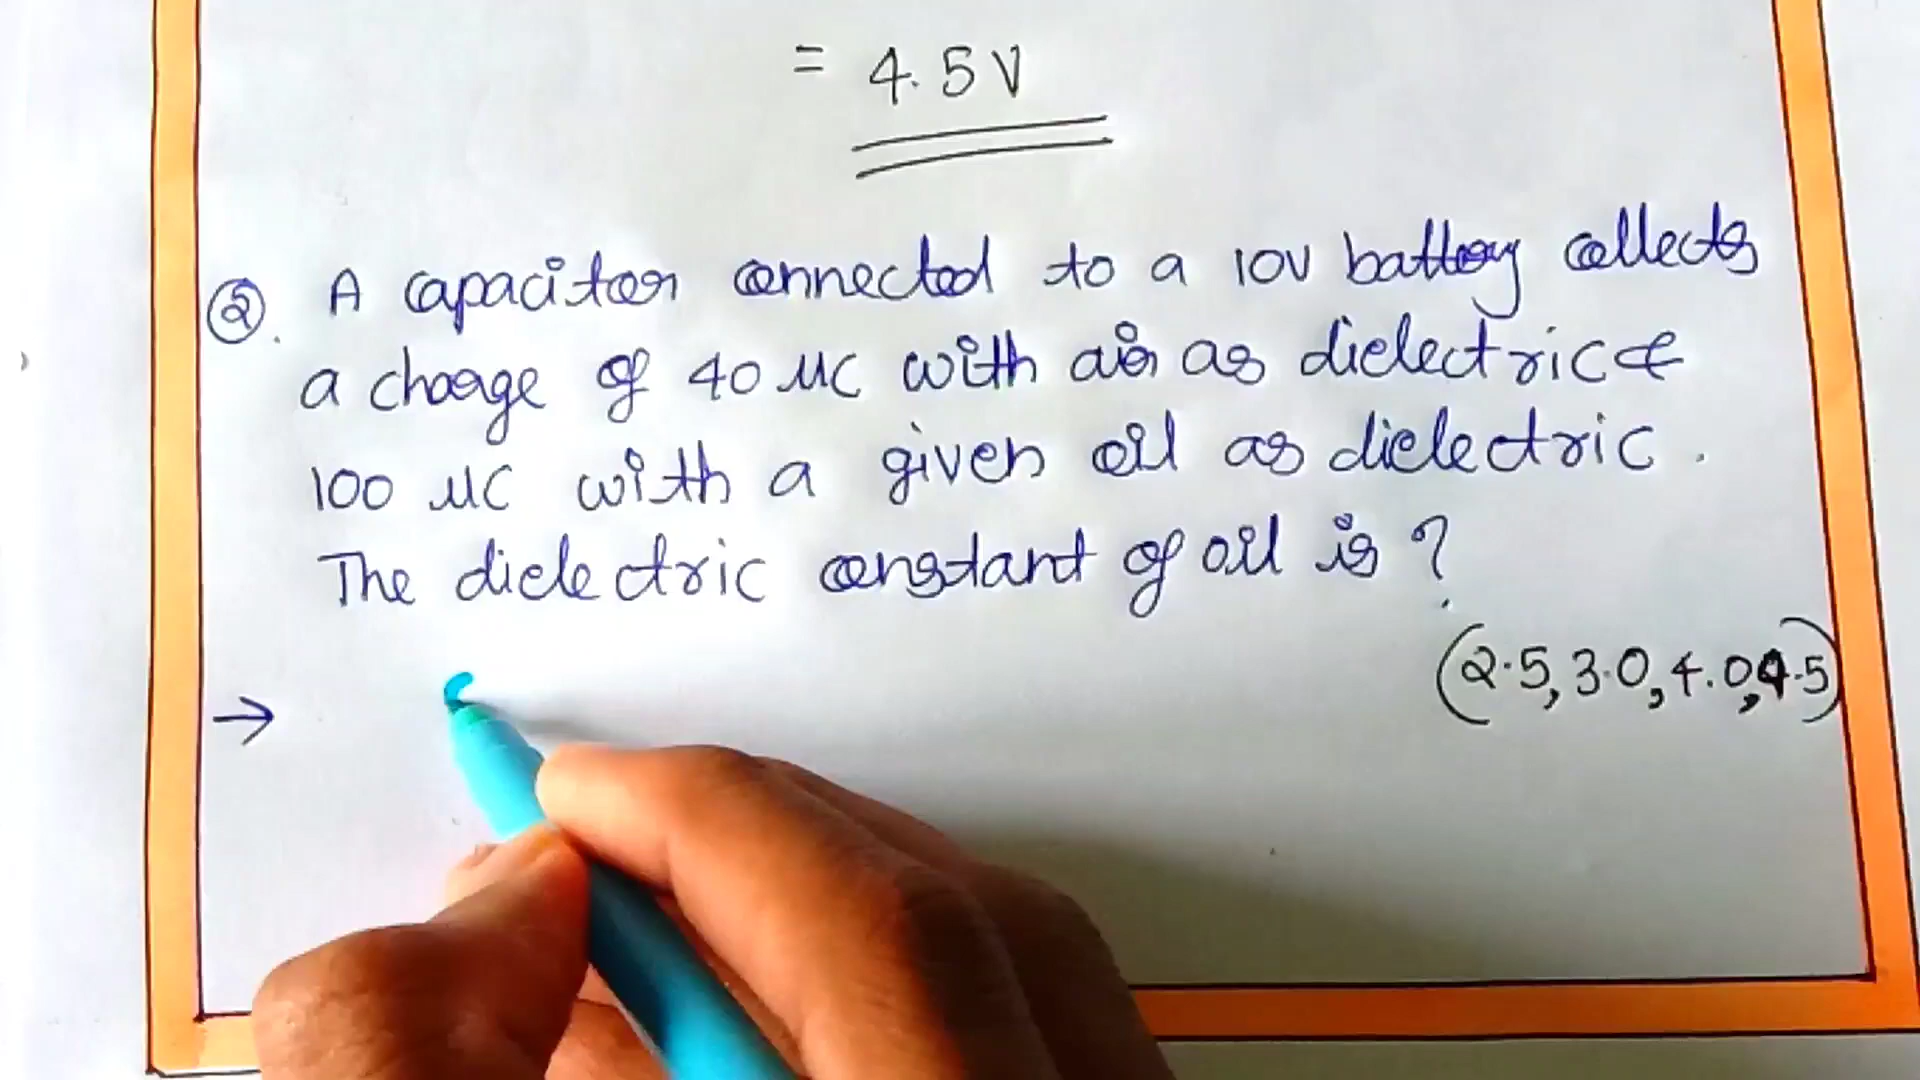 = 4.5V
②. A capacitor connected to a 10V battery collects
a charge of 40 μC with air as dielectric &
100 μC with a given oil as dielectric.
The dielectric constant of oil is?
(2.5, 3.0, 4.0, 4.5)
→